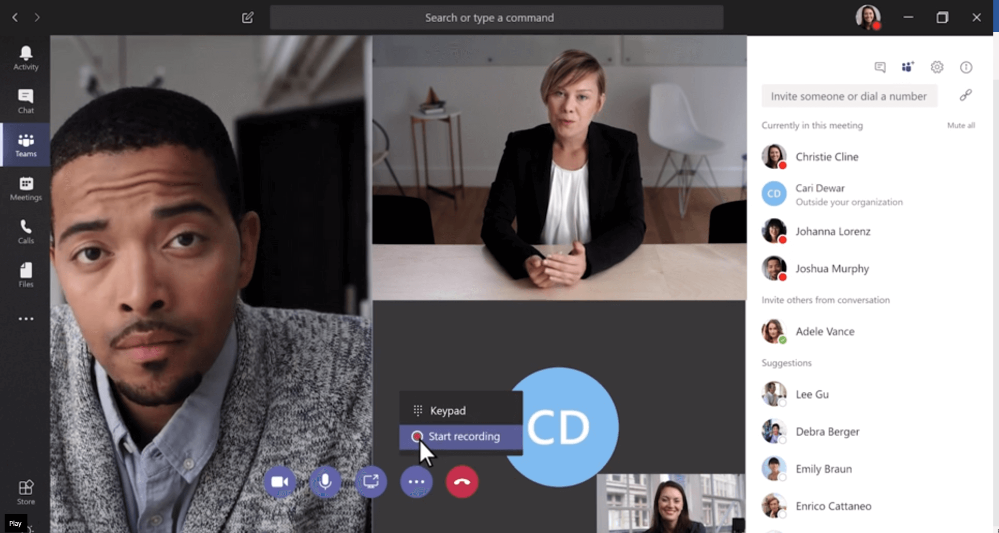 Search or type a command
Activity
Chat
Teams
Meetings
Calls
Files
Store
Play
Keypad
Start recording
CD
Invite someone or dial a number
Currently in this meeting
Mute all
Christie Cline
CD
Cari Dewar
Outside your organization
Johanna Lorenz
Joshua Murphy
Invite others from conversation
Adele Vance
Suggestions
Lee Gu
Debra Berger
Emily Braun
Enrico Cattaneo